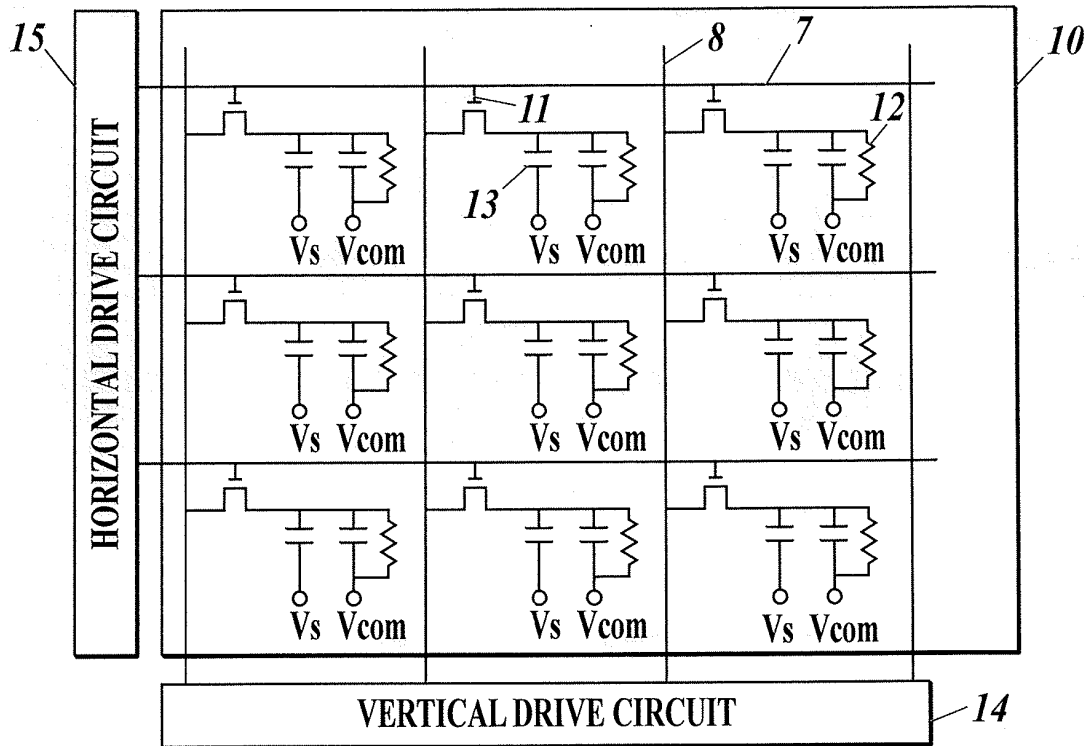 15
8
7
10
11
12
13
Vs Vcom Vs Vcom Vs Vcom
HORIZONTAL DRIVE CIRCUIT
Vs Vcom Vs Vcom Vs Vcom
Vs Vcom Vs Vcom Vs Vcom
VERTICAL DRIVE CIRCUIT
14